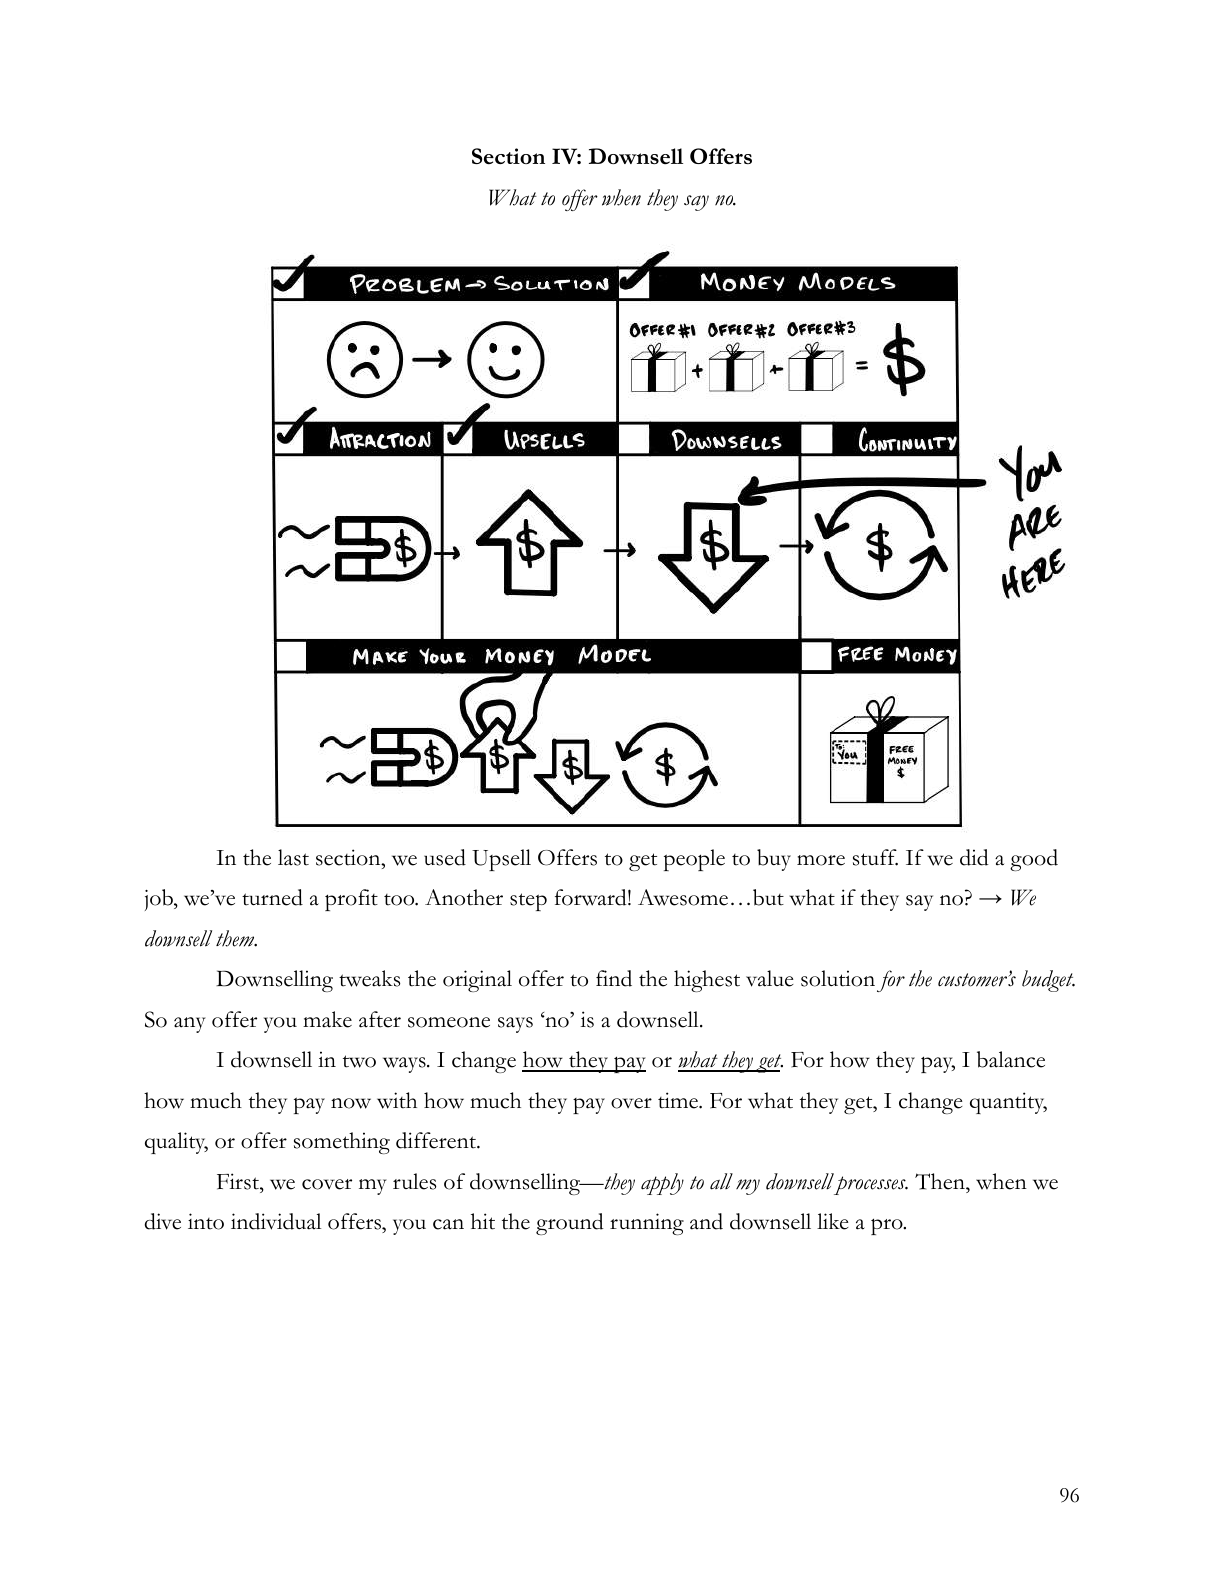 Section IV: Downsell Offers
What to offer when they say no.
PROBLEM → SOLUTION
MONEY MODELS
OFFER #1 OFFER #2 OFFER #3
+ + = $
ATTRACTION
UPSELLS
DOWNSELLS
CONTINUITY
YOU
ARE
HERE
$ $ $ $
MAKE YOUR MONEY MODEL
FREE MONEY
$ $ $ $
TO:
YOU
FREE
MONEY
$
In the last section, we used Upsell Offers to get people to buy more stuff. If we did a good
job, we’ve turned a profit too. Another step forward! Awesome…but what if they say no? → We
downsell them.
Downselling tweaks the original offer to find the highest value solution for the customer’s budget.
So any offer you make after someone says ‘no’ is a downsell.
I downsell in two ways. I change how they pay or what they get. For how they pay, I balance
how much they pay now with how much they pay over time. For what they get, I change quantity,
quality, or offer something different.
First, we cover my rules of downselling—they apply to all my downsell processes. Then, when we
dive into individual offers, you can hit the ground running and downsell like a pro.
96